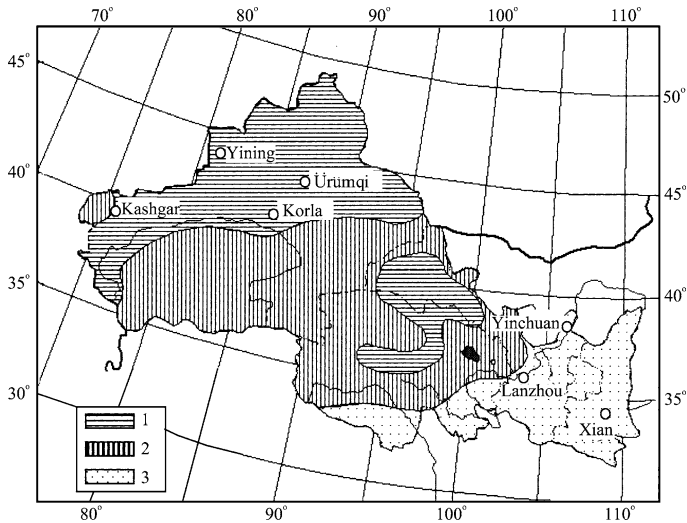 70° 80° 90° 100° 110°
45°
50°
Yining
40°
Ürümqi
45°
Kashgar
Korla
35°
40°
Yinchuan
Lanzhou
30°
35°
1
Xian
2
3
80° 90° 100° 110°